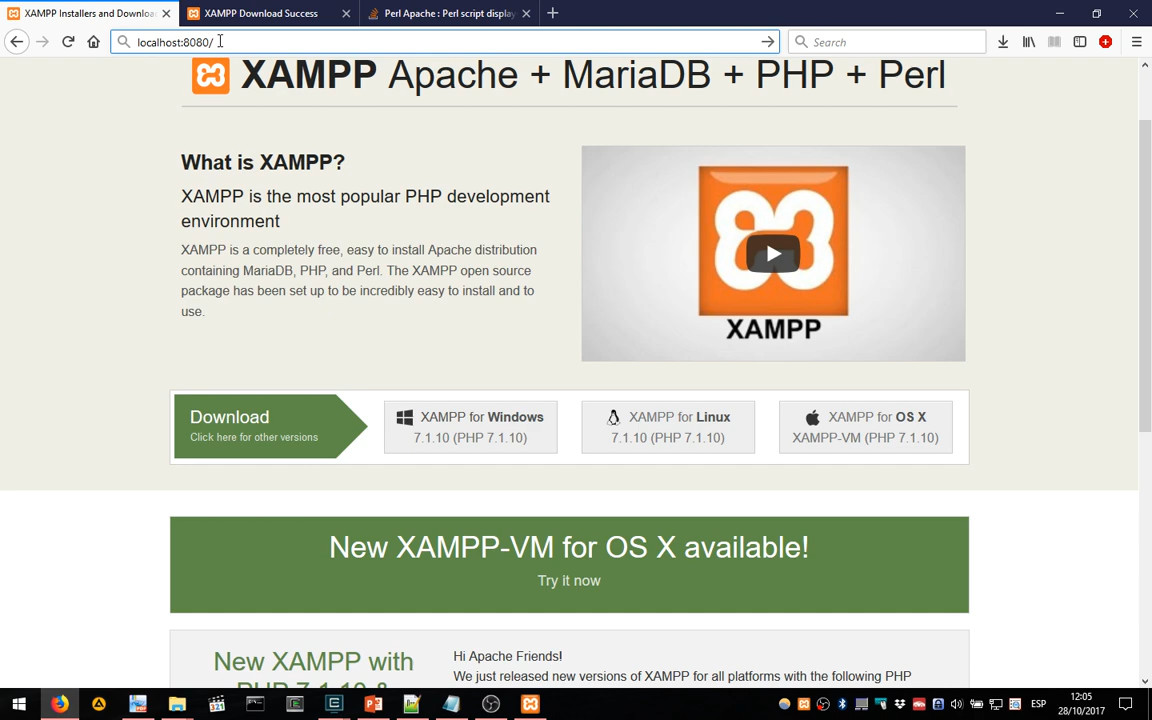 XAMPP Installers and Downloa
XAMPP Download Success
Perl Apache : Perl script display
localhost:8080/
Search
XAMPP Apache + MariaDB + PHP + Perl
What is XAMPP?
XAMPP is the most popular PHP development
environment
XAMPP is a completely free, easy to install Apache distribution
containing MariaDB, PHP, and Perl. The XAMPP open source
package has been set up to be incredibly easy to install and to
use.
XAMPP
Download
Click here for other versions
XAMPP for Windows
7.1.10 (PHP 7.1.10)
XAMPP for Linux
7.1.10 (PHP 7.1.10)
XAMPP for OS X
XAMPP-VM (PHP 7.1.10)
New XAMPP-VM for OS X available!
Try it now
New XAMPP with
PHP 7.1.10 &
Hi Apache Friends!
We just released new versions of XAMPP for all platforms with the following PHP
ESP
12:05
28/10/2017